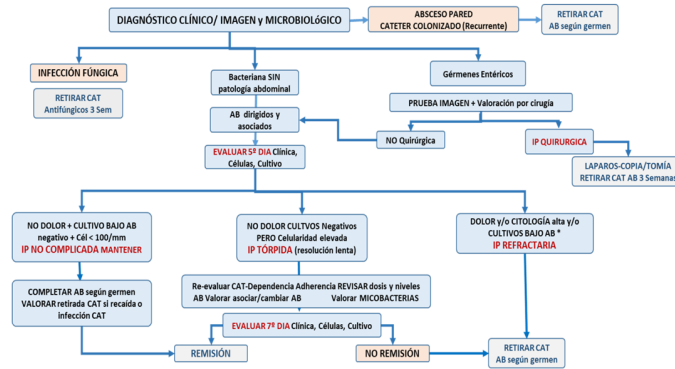 DIAGNÓSTICO CLÍNICO/ IMAGEN y MICROBIOLóGICO
ABSCESO PARED
CATETER COLONIZADO (Recurrente)
RETIRAR CAT
AB según germen
INFECCIÓN FÚNGICA
RETIRAR CAT
Antifúngicos 3 Sem
Bacteriana SIN
patología abdominal
Gérmenes Entéricos
AB dirigidos y
asociados
PRUEBA IMAGEN + Valoración por cirugía
NO Quirúrgica
IP QUIRURGICA
EVALUAR 5º DIA Clínica,
Células, Cultivo
LAPAROS-COPIA/TOMÍA
RETIRAR CAT AB 3 Semanas
NO DOLOR + CULTIVO BAJO AB
negativo + Cél < 100/mm
IP NO COMPLICADA MANTENER
NO DOLOR CULTVOS Negativos
PERO Celularidad elevada
IP TÓRPIDA (resolución lenta)
DOLOR y/o CITOLOGÍA alta y/o
CULTIVOS BAJO AB *
IP REFRACTARIA
COMPLETAR AB según germen
VALORAR retirada CAT si recaída o
infección CAT
Re-evaluar CAT-Dependencia Adherencia REVISAR dosis y niveles
AB Valorar asociar/cambiar AB Valorar MICOBACTERIAS
EVALUAR 7º DIA Clínica, Células, Cultivo
REMISIÓN
NO REMISIÓN
RETIRAR CAT
AB según germen